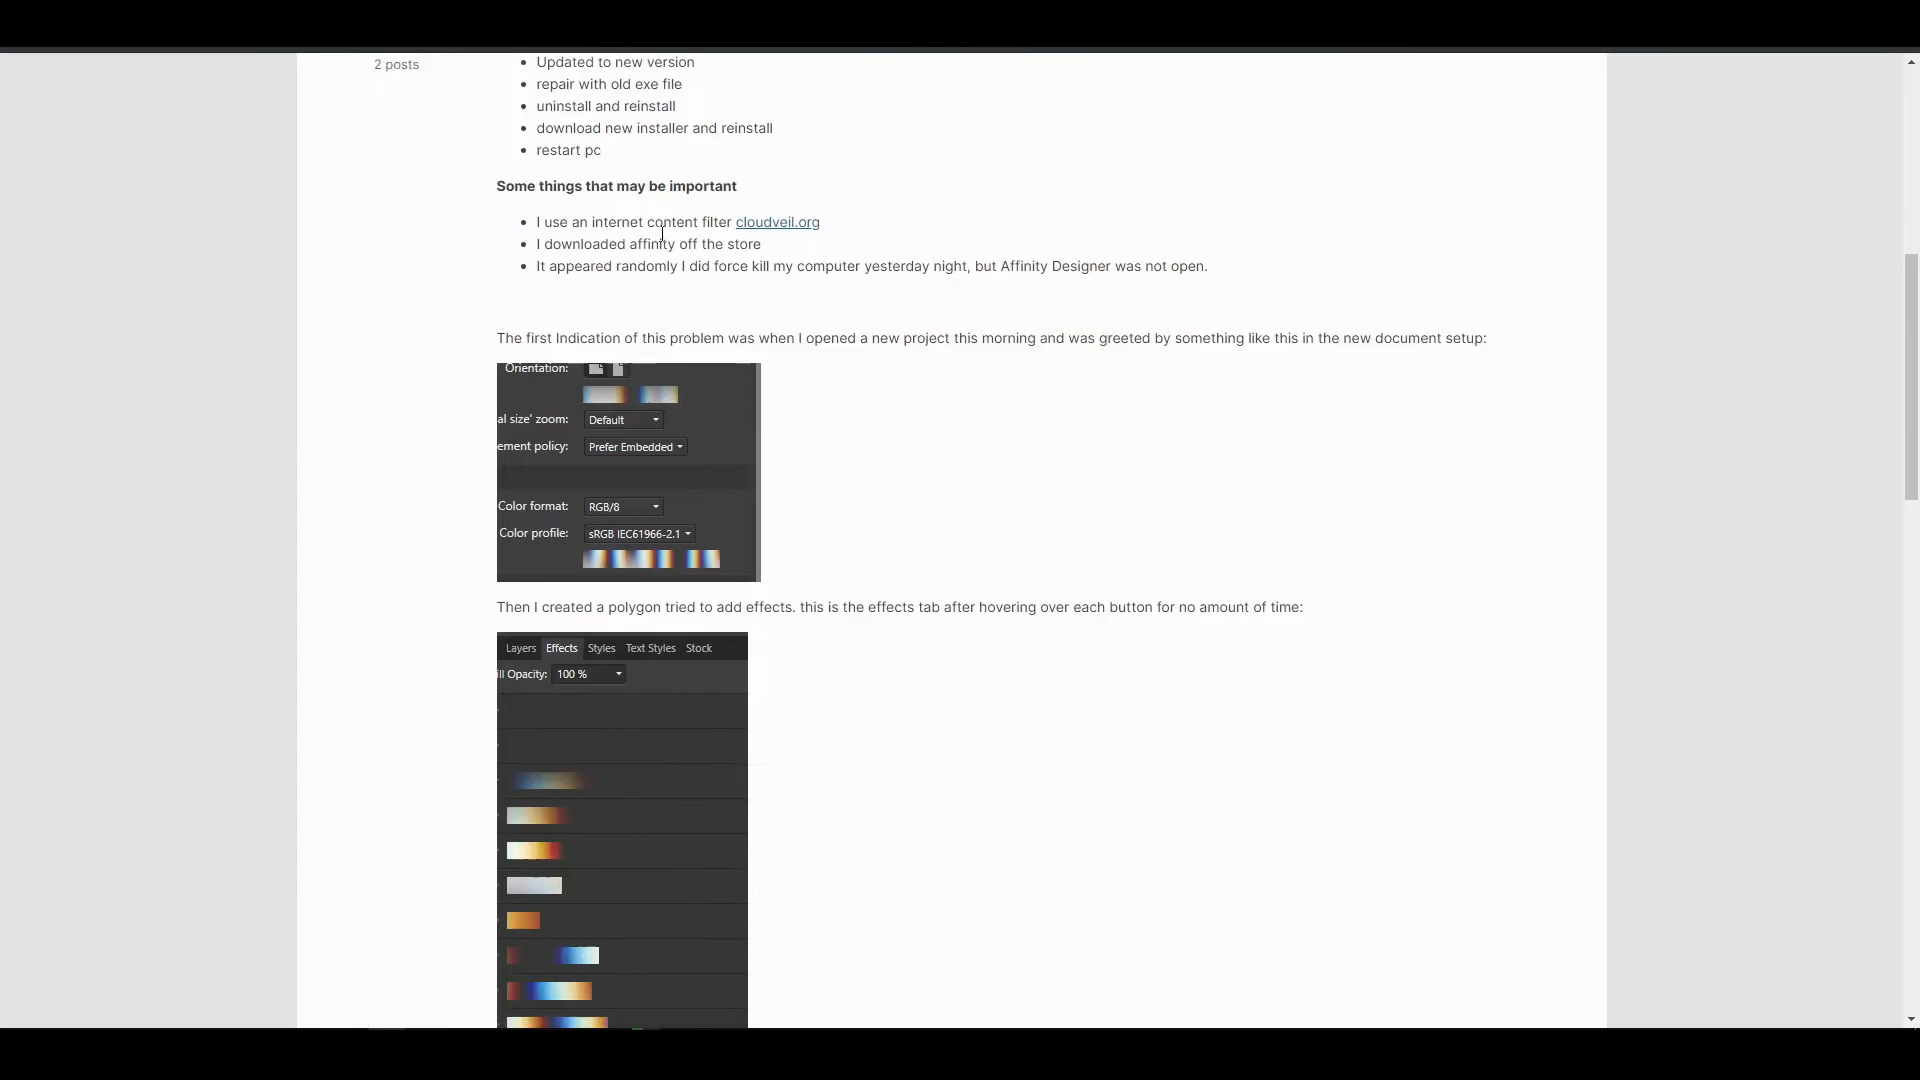 2 posts
Updated to new version
repair with old exe file
uninstall and reinstall
download new installer and reinstall
restart pc
Some things that may be important
I use an internet content filter cloudveil.org
I downloaded affinity off the store
It appeared randomly I did force kill my computer yesterday night, but Affinity Designer was not open.
The first Indication of this problem was when I opened a new project this morning and was greeted by something like this in the new document setup:
Orientation:
al size' zoom: Default
ement policy: Prefer Embedded
Color format: RGB/8
Color profile: sRGB IEC61966-2.1
Then I created a polygon tried to add effects. this is the effects tab after hovering over each button for no amount of time:
Layers Effects Styles Text Styles Stock
ill Opacity: 100 %